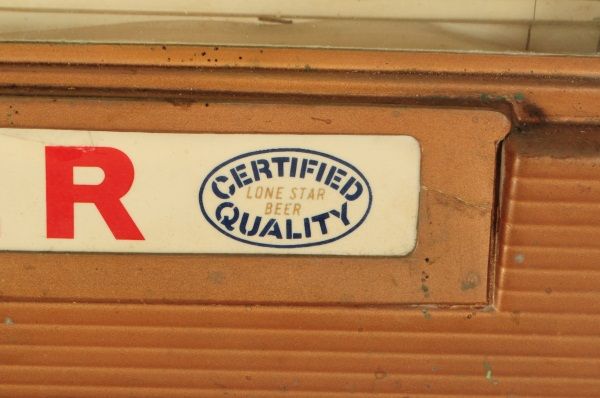 R
CERTIFIED
LONE STAR
BEER
QUALITY